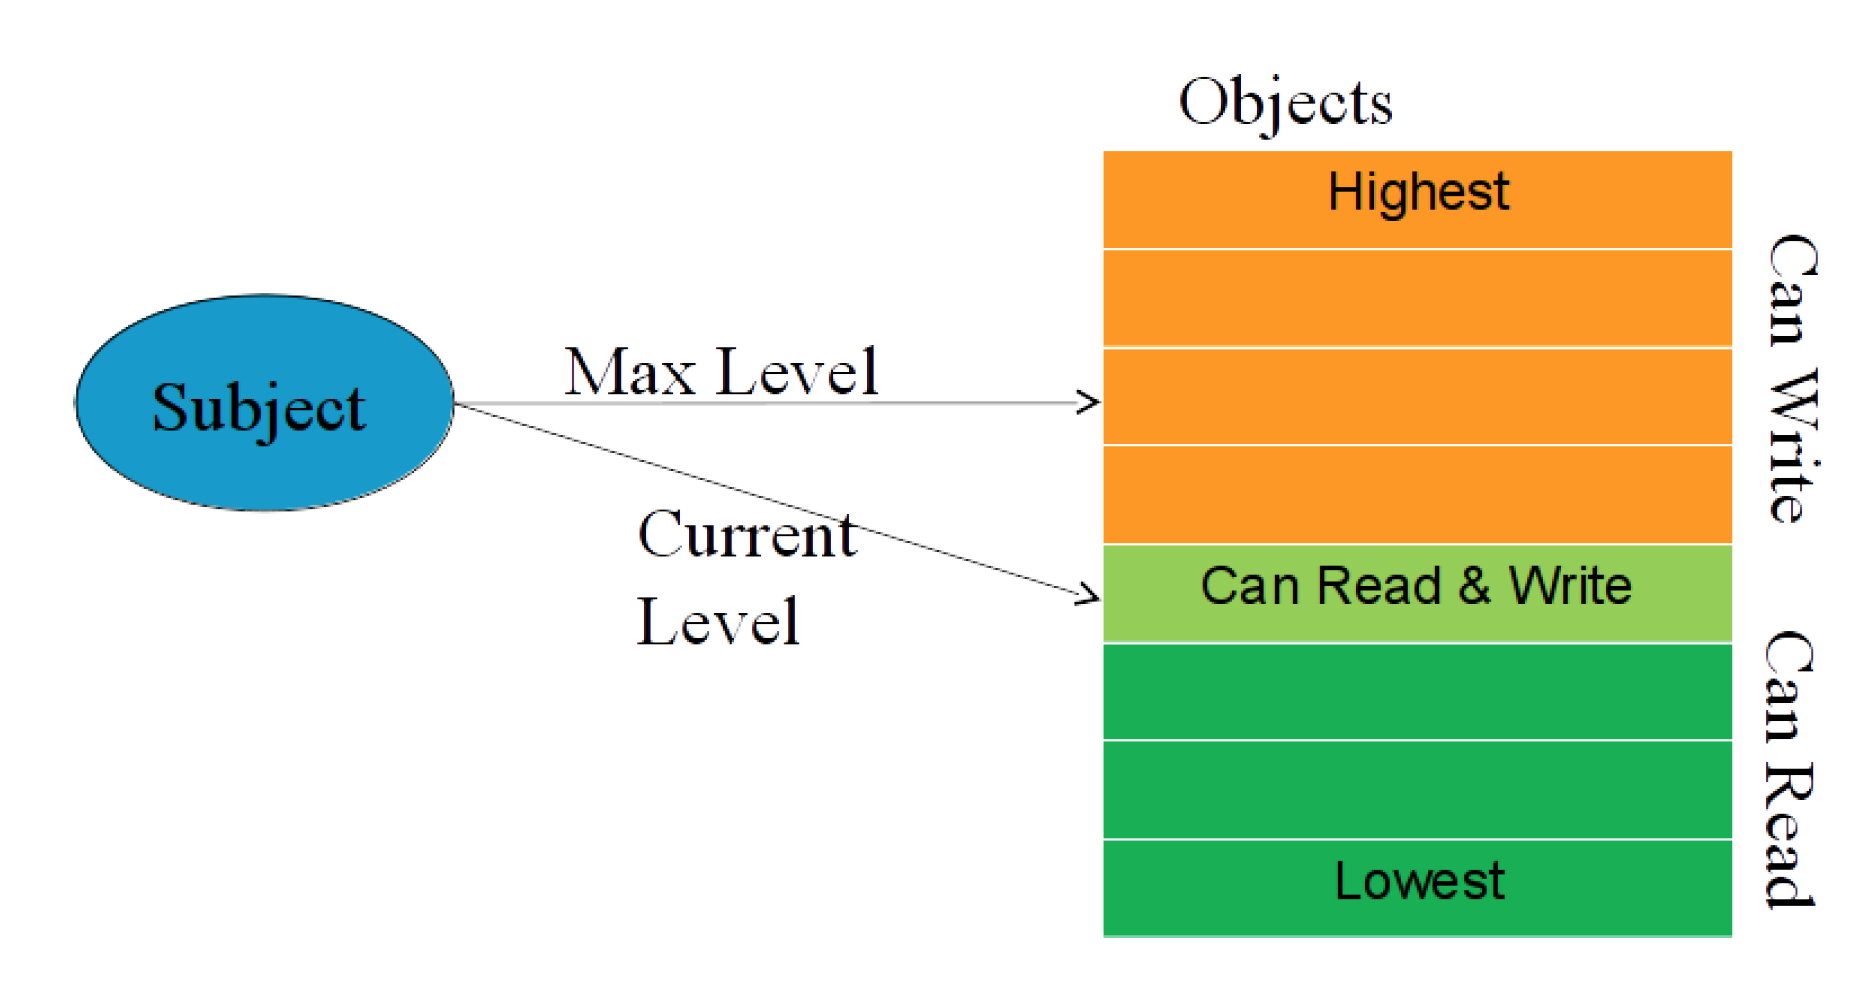 Objects
Highest
Can Write
Max Level
Subject
Current
Level
Can Read & Write
Can Read
Lowest